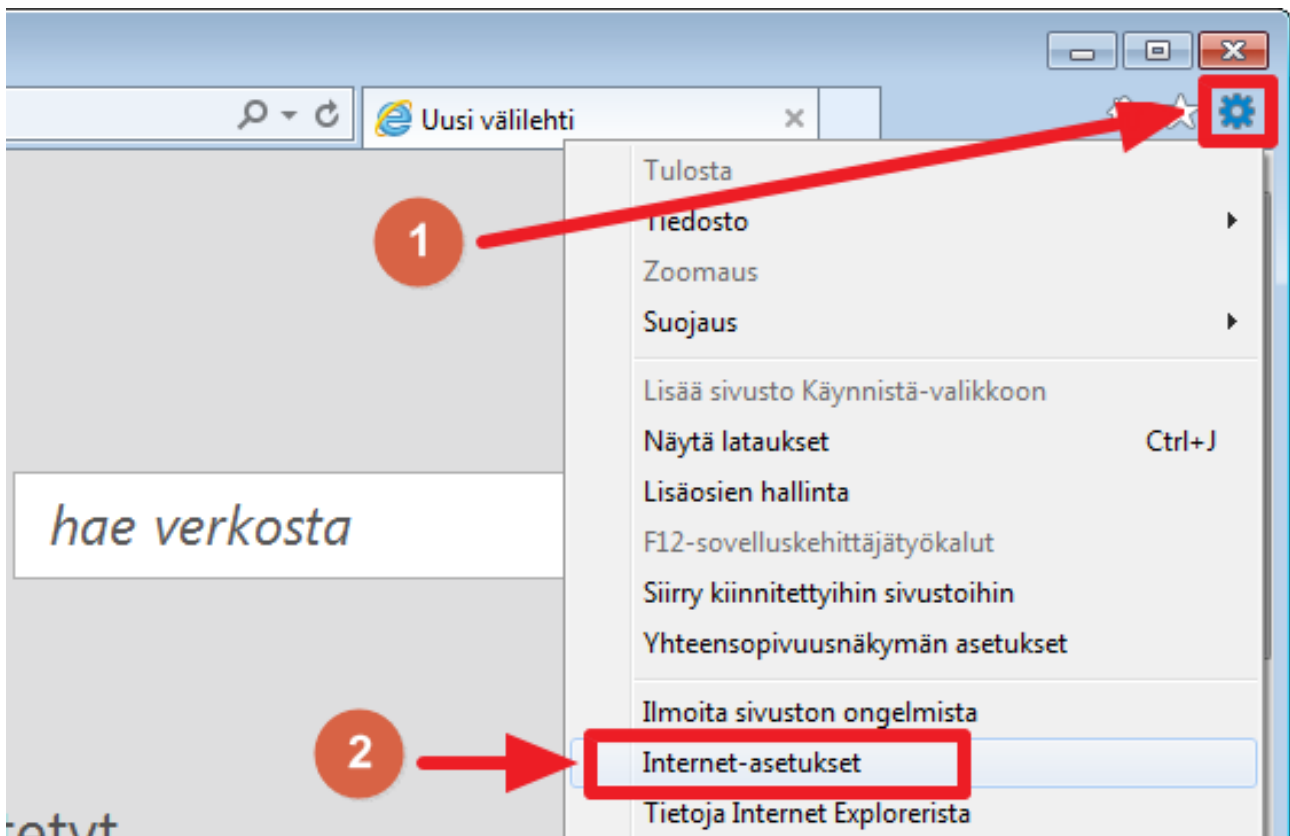 Uusi välilehti
Tulosta
1
Tiedosto
Zoomaus
Suojaus
Lisää sivusto Käynnistä-valikkoon
Näytä lataukset Ctrl+J
hae verkosta
Lisäosien hallinta
F12-sovelluskehittäjätyökalut
Siirry kiinnitettyihin sivustoihin
Yhteensopivuusnäkymän asetukset
Ilmoita sivuston ongelmista
2
Internet-asetukset
Tietoja Internet Explorerista